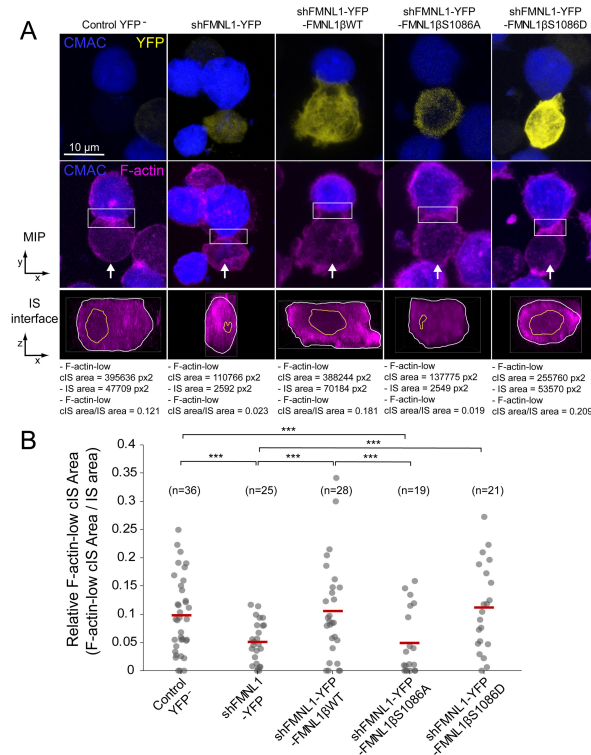 A
Control YFP-
shFMNL1-YFP
shFMNL1-YFP
-FMNL1βWT
shFMNL1-YFP
-FMNL1βS1086A
shFMNL1-YFP
-FMNL1βS1086D
CMAC YFP
10 µm
CMAC F-actin
MIP
y
x
IS
interface
z
x
- F-actin-low
cIS area = 395636 px2
- IS area = 47709 px2
- F-actin-low
cIS area/IS area = 0.121
- F-actin-low
cIS area = 110766 px2
- IS area = 2592 px2
- F-actin-low
cIS area/IS area = 0.023
- F-actin-low
cIS area = 388244 px2
- IS area = 70184 px2
- F-actin-low
cIS area/IS area = 0.181
- F-actin-low
cIS area = 137775 px2
- IS area = 2549 px2
- F-actin-low
cIS area/IS area = 0.019
- F-actin-low
cIS area = 255760 px2
- IS area = 53570 px2
- F-actin-low
cIS area/IS area = 0.209
B
Relative F-actin-low cIS Area
(F-actin-low cIS Area / IS area)
0.4
0.35
0.3
0.25
0.2
0.15
0.1
0.05
0
***
***
*** *** ***
(n=36) (n=25) (n=28) (n=19) (n=21)
Control
YFP-
shFMNL1
-YFP
shFMNL1-YFP
-FMNL1βWT
shFMNL1-YFP
-FMNL1βS1086A
shFMNL1-YFP
-FMNL1βS1086D